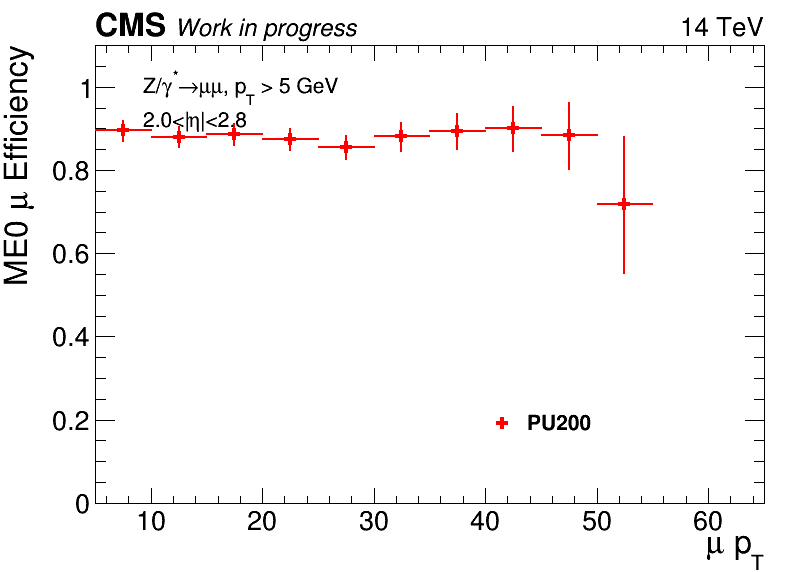 CMS Work in progress 14 TeV
ME0 μ Efficiency
Z/γ*→μμ, pT > 5 GeV
2.0<|η|<2.8
1
0.8
0.6
0.4
0.2
0
PU200
10 20 30 40 50 60
μ pT